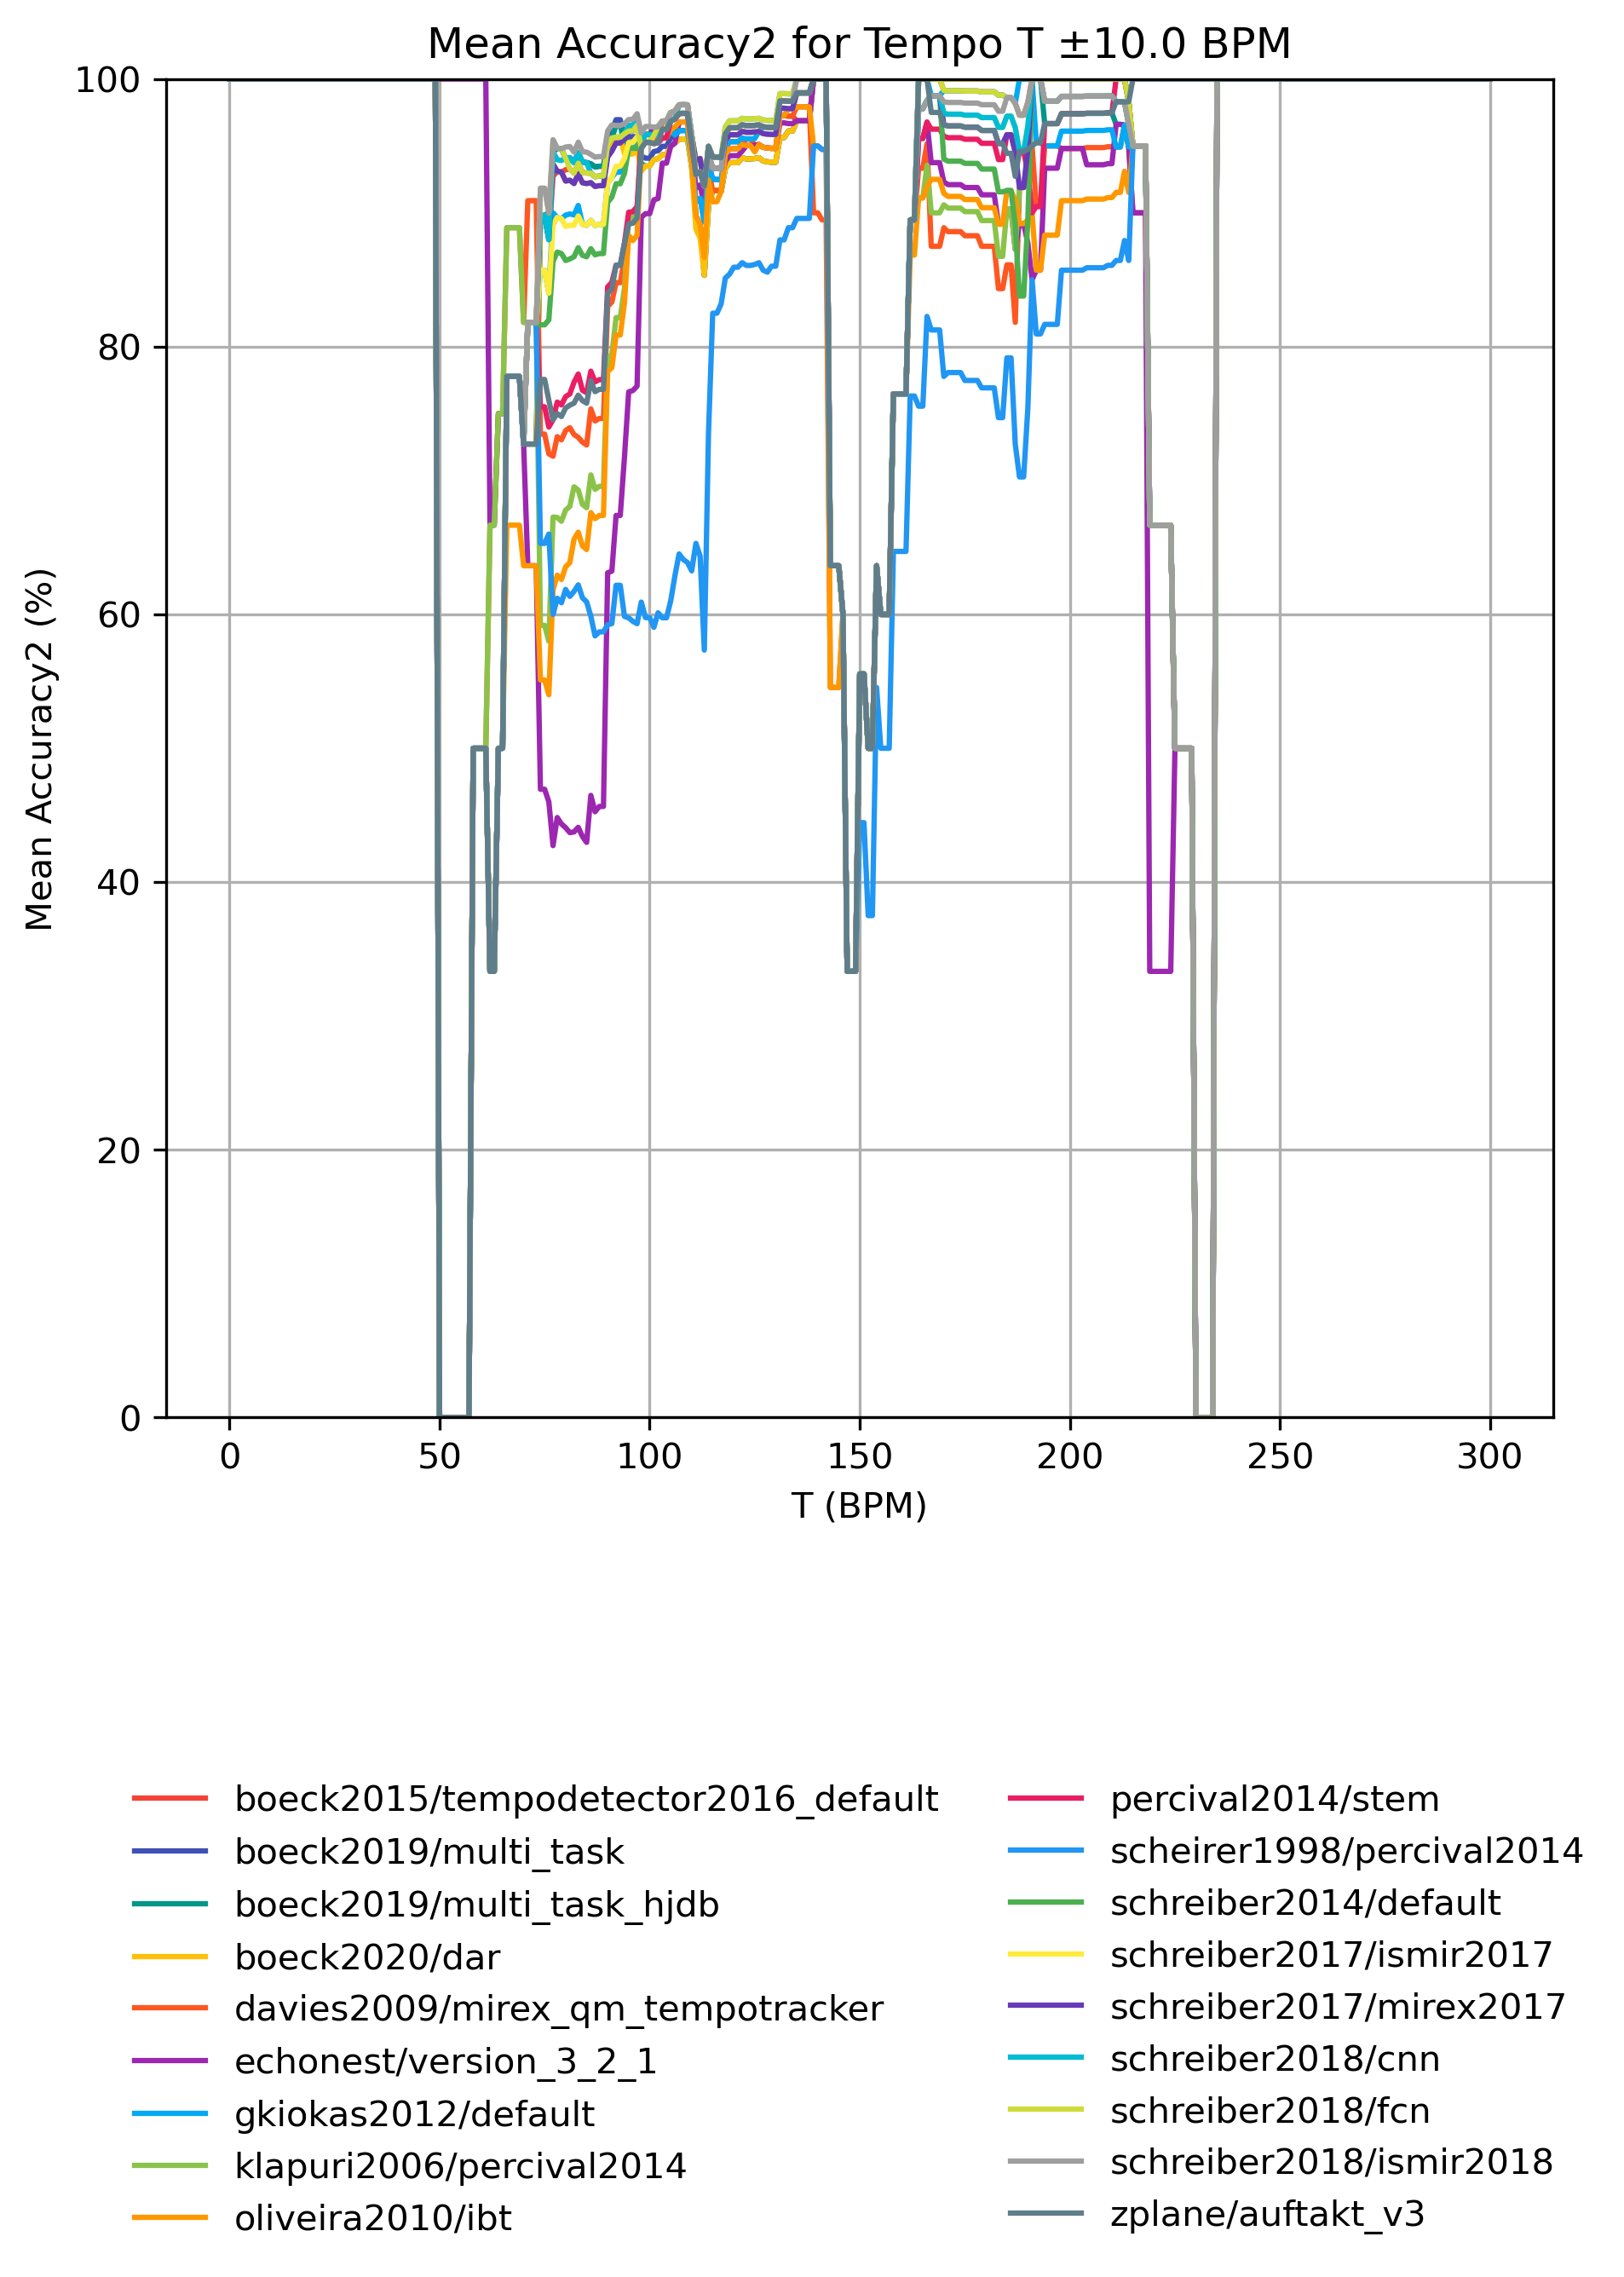 Mean Accuracy2 for Tempo T ±10.0 BPM
Mean Accuracy2 (%)
100
80
60
40
20
0
0 50 100 150 200 250 300
T (BPM)
boeck2015/tempodetector2016_default
boeck2019/multi_task
boeck2019/multi_task_hjdb
boeck2020/dar
davies2009/mirex_qm_tempotracker
echonest/version_3_2_1
gkiokas2012/default
klapuri2006/percival2014
oliveira2010/ibt
percival2014/stem
scheirer1998/percival2014
schreiber2014/default
schreiber2017/ismir2017
schreiber2017/mirex2017
schreiber2018/cnn
schreiber2018/fcn
schreiber2018/ismir2018
zplane/auftakt_v3